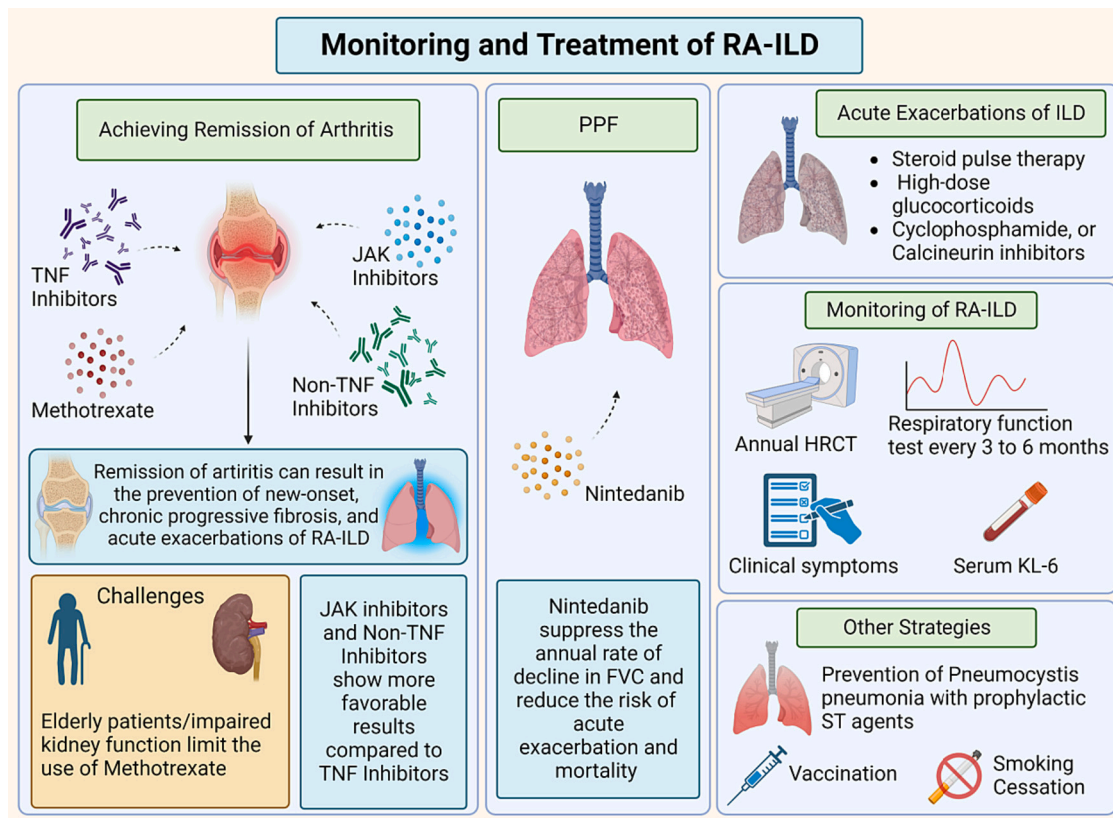 Monitoring and Treatment of RA-ILD
Achieving Remission of Arthritis
TNF
Inhibitors
JAK
Inhibitors
Methotrexate
Non-TNF
Inhibitors
Remission of artiritis can result in
the prevention of new-onset,
chronic progressive fibrosis, and
acute exacerbations of RA-ILD
Challenges
Elderly patients/impaired
kidney function limit the
use of Methotrexate
JAK inhibitors
and Non-TNF
Inhibitors
show more
favorable
results
compared to
TNF Inhibitors
PPF
Nintedanib
Nintedanib
suppress the
annual rate of
decline in FVC and
reduce the risk of
acute
exacerbation and
mortality
Acute Exacerbations of ILD
• Steroid pulse therapy
• High-dose
glucocorticoids
• Cyclophosphamide, or
Calcineurin inhibitors
Monitoring of RA-ILD
Annual HRCT
Respiratory function
test every 3 to 6 months
Clinical symptoms
Serum KL-6
Other Strategies
Prevention of Pneumocystis
pneumonia with prophylactic
ST agents
Vaccination
Smoking
Cessation